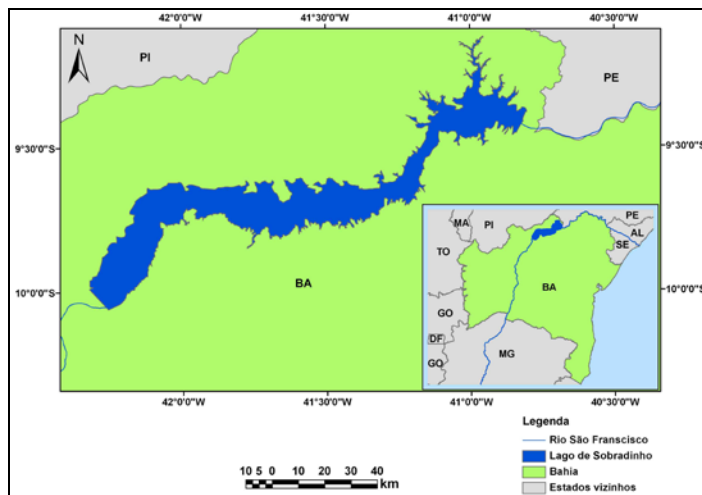 42°0'0"W 41°30'0"W 41°0'0"W 40°30'0"W
N
PI
PE
9°30'0"S 9°30'0"S
BA
10°0'0"S 10°0'0"S
MA PI PE
AL
SE
TO
BA
GO
DF
GO
MG
42°0'0"W 41°30'0"W 41°0'0"W 40°30'0"W
Legenda
Rio São Franscisco
Lago de Sobradinho
Bahia
Estados vizinhos
10 5 0 10 20 30 40
km